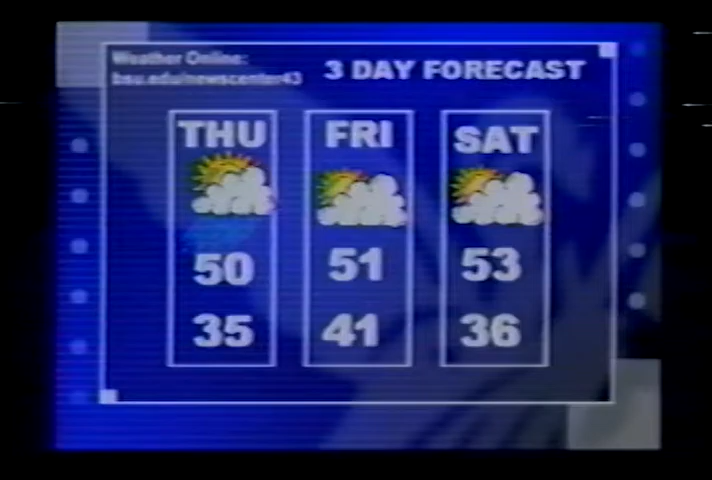 Weather Online:
bsu.edu/newscenter43
3 DAY FORECAST
THU FRI SAT
50 51 53
35 41 36